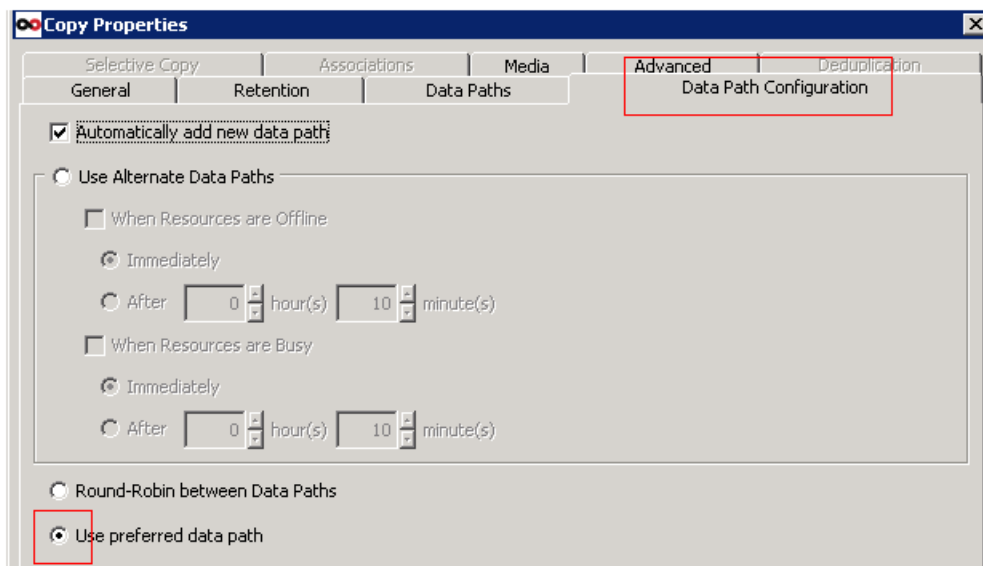 Copy Properties
Selective Copy Associations Media Advanced Deduplication
General Retention Data Paths Data Path Configuration
Automatically add new data path
Use Alternate Data Paths
When Resources are Offline
Immediately
After 0 hour(s) 10 minute(s)
When Resources are Busy
Immediately
After 0 hour(s) 10 minute(s)
Round-Robin between Data Paths
Use preferred data path